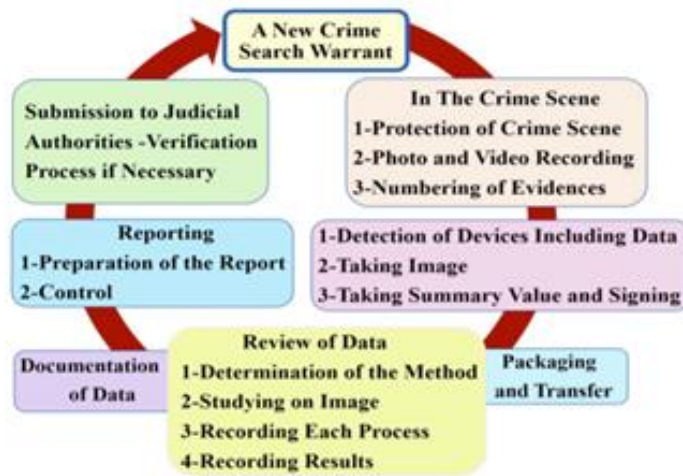 A New Crime
Search Warrant
In The Crime Scene
1-Protection of Crime Scene
2-Photo and Video Recording
3-Numbering of Evidences
1-Detection of Devices Including Data
2-Taking Image
3-Taking Summary Value and Signing
Packaging
and Transfer
Review of Data
1-Determination of the Method
2-Studying on Image
3-Recording Each Process
4-Recording Results
Documentation
of Data
Reporting
1-Preparation of the Report
2-Control
Submission to Judicial
Authorities -Verification
Process if Necessary